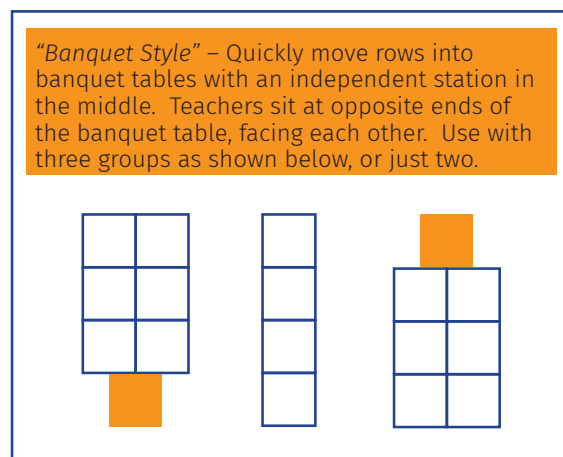 “Banquet Style” – Quickly move rows into
banquet tables with an independent station in
the middle.  Teachers sit at opposite ends of
the banquet table, facing each other.  Use with
three groups as shown below, or just two.